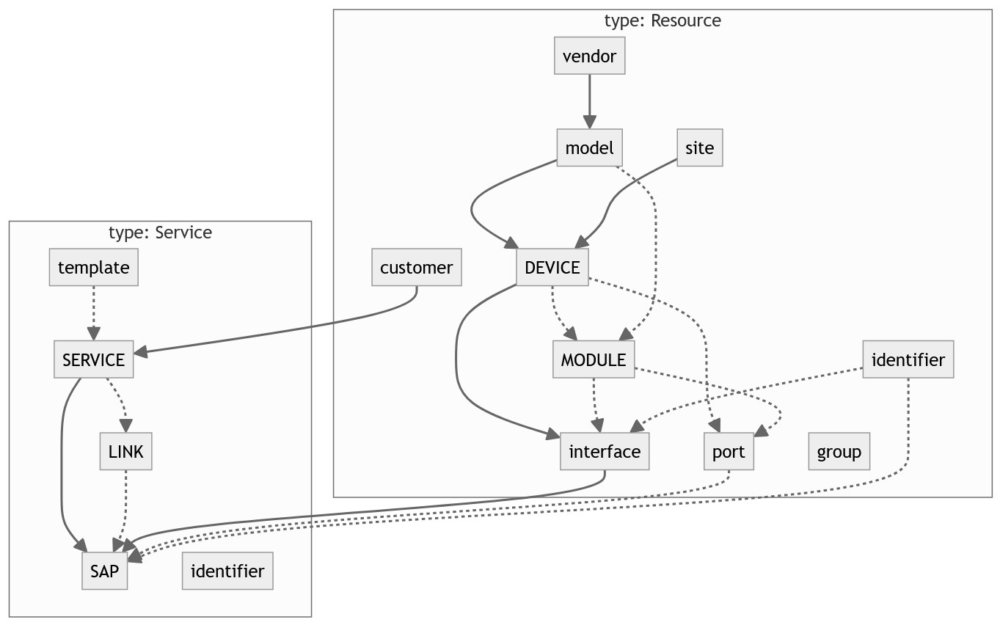 type: Resource
vendor
model
site
type: Service
template
customer
DEVICE
SERVICE
MODULE
identifier
LINK
interface
port
group
SAP
identifier